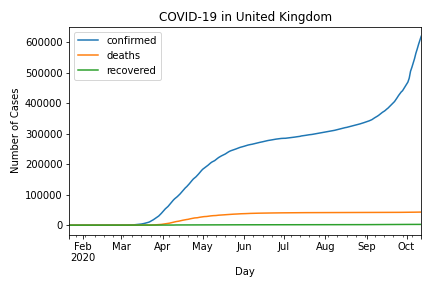 COVID-19 in United Kingdom
confirmed
deaths
recovered
Number of Cases
600000
500000
400000
300000
200000
100000
0
Feb Mar Apr May Jun Jul Aug Sep Oct
2020
Day